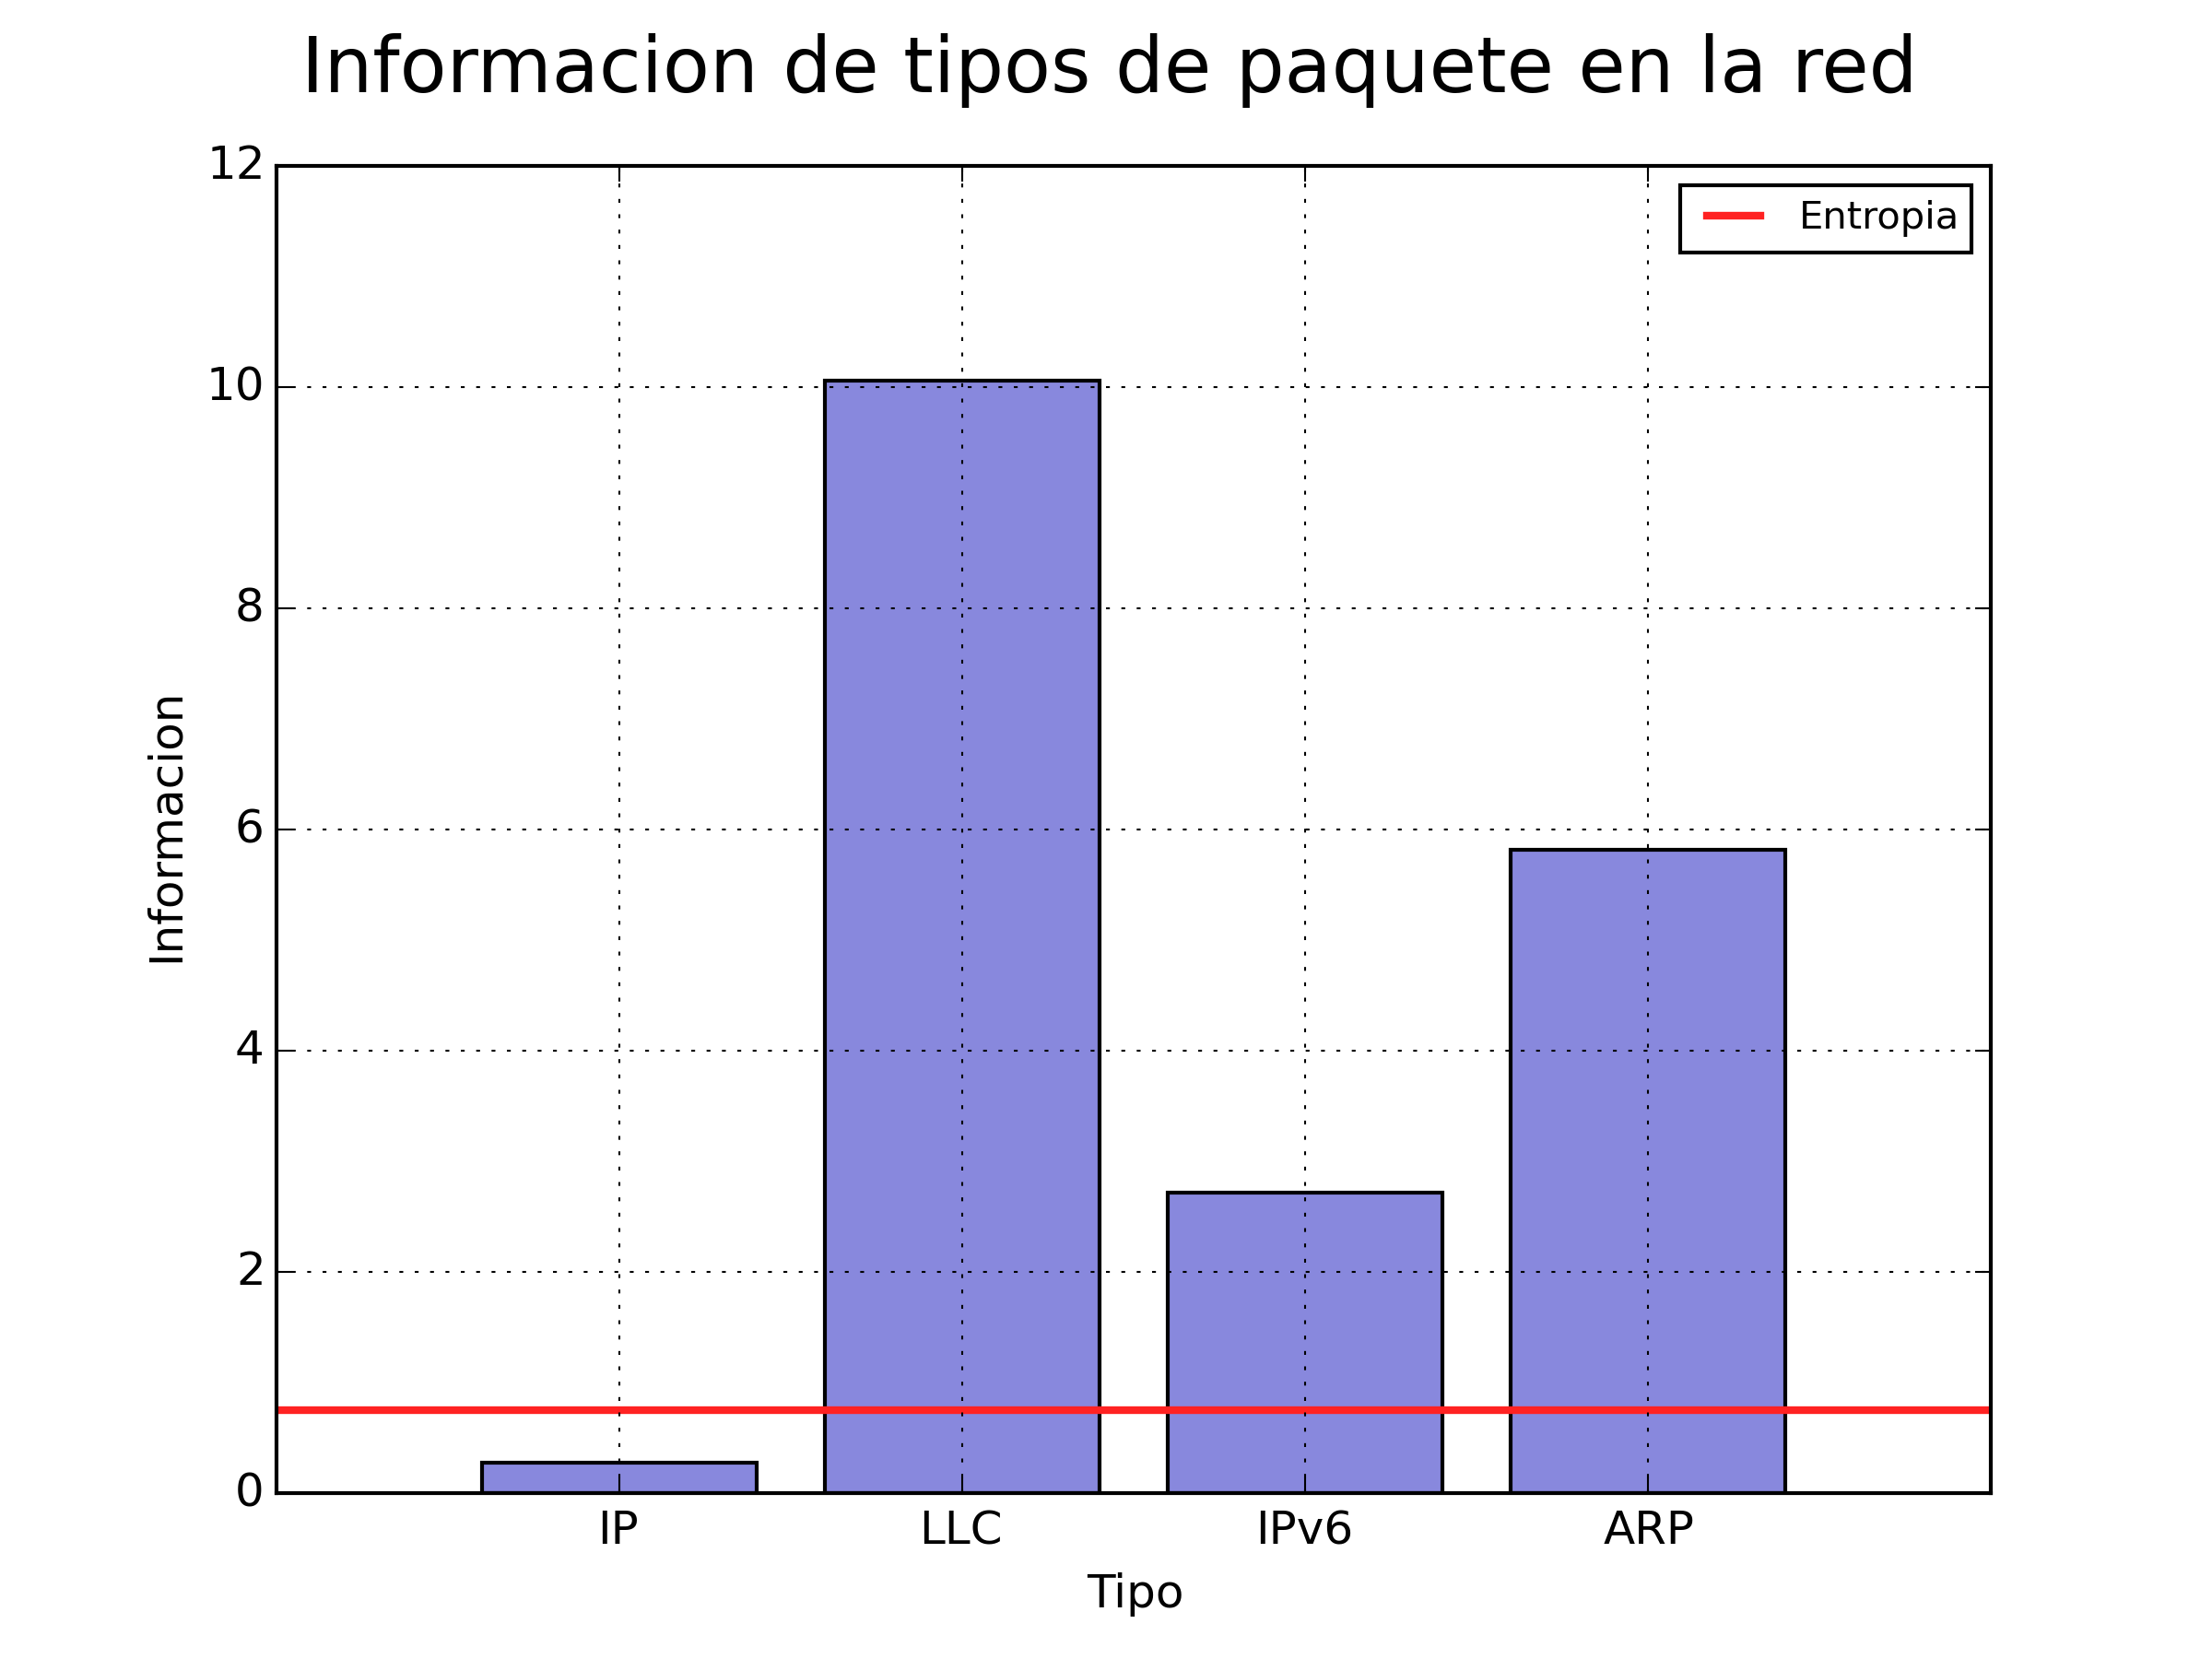 Informacion de tipos de paquete en la red
12
10
8
6
4
2
0
Informacion
Entropia
IP LLC IPv6 ARP
Tipo